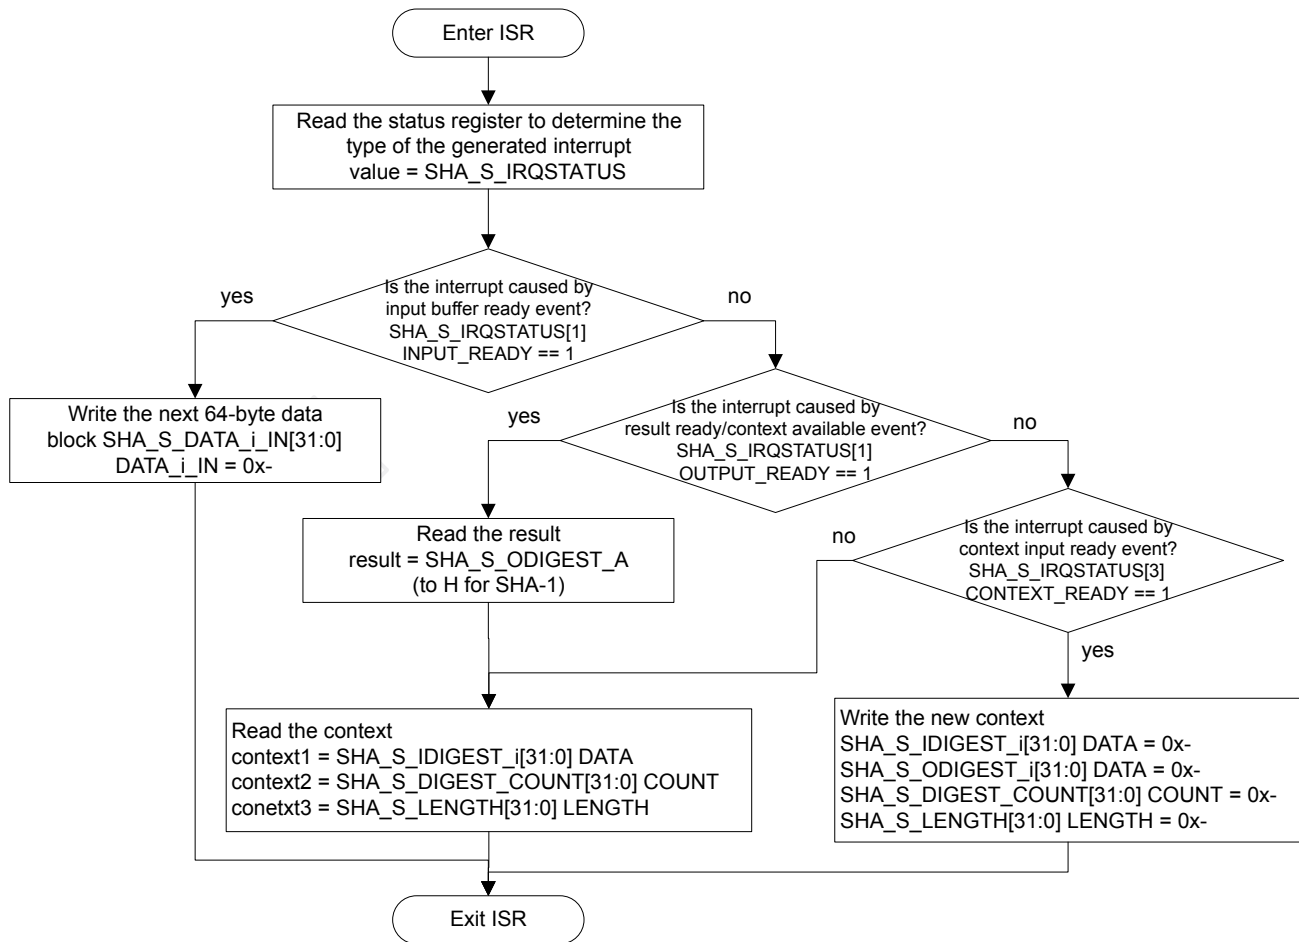 Enter ISR
Read the status register to determine the
type of the generated interrupt
value = SHA_S_IRQSTATUS
Is the interrupt caused by
input buffer ready event?
SHA_S_IRQSTATUS[1]
INPUT_READY == 1
yes
no
Write the next 64-byte data
block SHA_S_DATA_i_IN[31:0]
DATA_i_IN = 0x-
Is the interrupt caused by
result ready/context available event?
SHA_S_IRQSTATUS[1]
OUTPUT_READY == 1
yes
no
Read the result
result = SHA_S_ODIGEST_A
(to H for SHA-1)
Is the interrupt caused by
context input ready event?
SHA_S_IRQSTATUS[3]
CONTEXT_READY == 1
no
yes
Read the context
context1 = SHA_S_IDIGEST_i[31:0] DATA
context2 = SHA_S_DIGEST_COUNT[31:0] COUNT
conetxt3 = SHA_S_LENGTH[31:0] LENGTH
Write the new context
SHA_S_IDIGEST_i[31:0] DATA = 0x-
SHA_S_ODIGEST_i[31:0] DATA = 0x-
SHA_S_DIGEST_COUNT[31:0] COUNT = 0x-
SHA_S_LENGTH[31:0] LENGTH = 0x-
Exit ISR